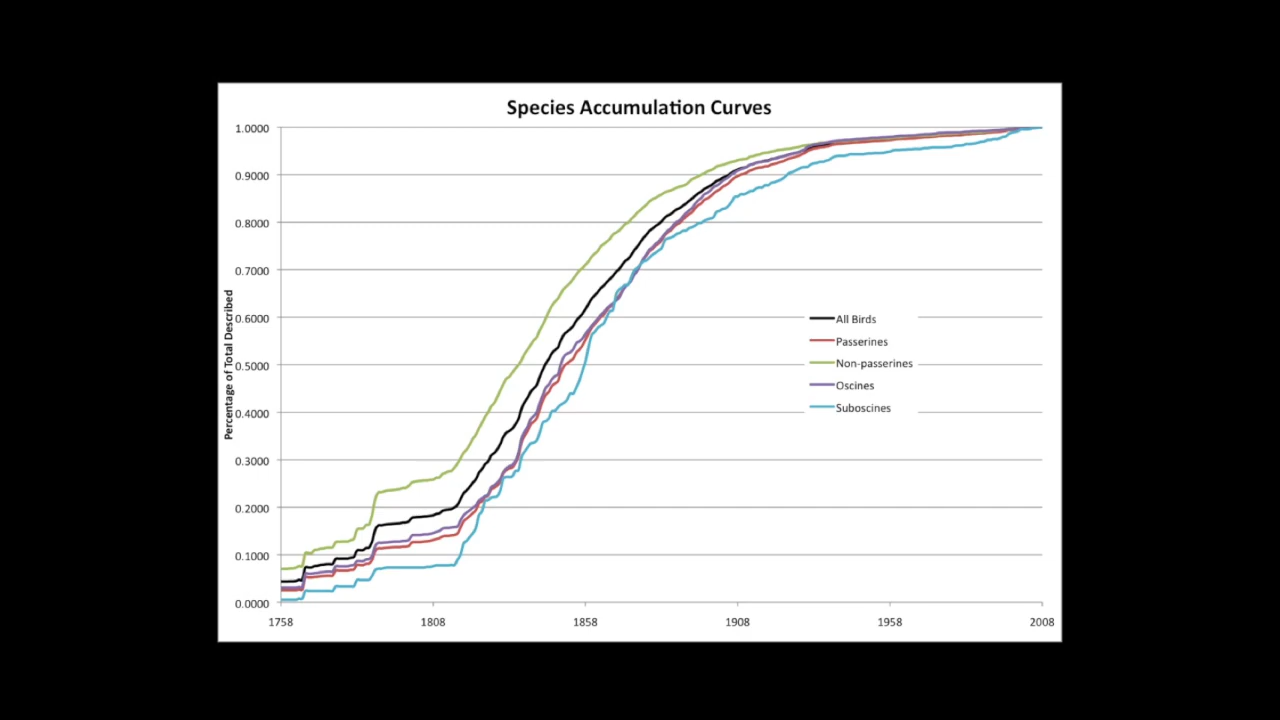 Species Accumulation Curves
Percentage of Total Described
1.0000
0.9000
0.8000
0.7000
0.6000
0.5000
0.4000
0.3000
0.2000
0.1000
0.0000
All Birds
Passerines
Non-passerines
Oscines
Suboscines
1758 1808 1858 1908 1958 2008